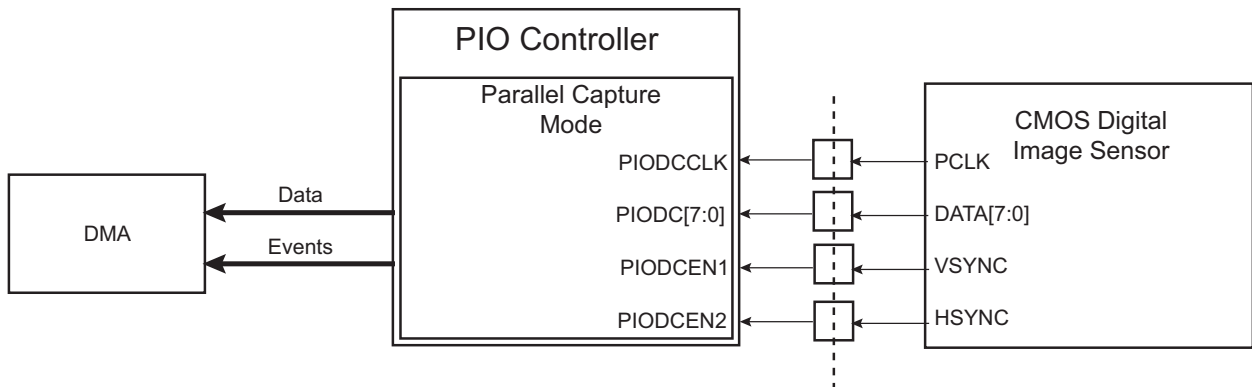 PIO Controller
Parallel Capture
Mode
PIODCCLK
PIODC[7:0]
PIODCEN1
PIODCEN2
Data
Events
DMA
CMOS Digital
Image Sensor
PCLK
DATA[7:0]
VSYNC
HSYNC